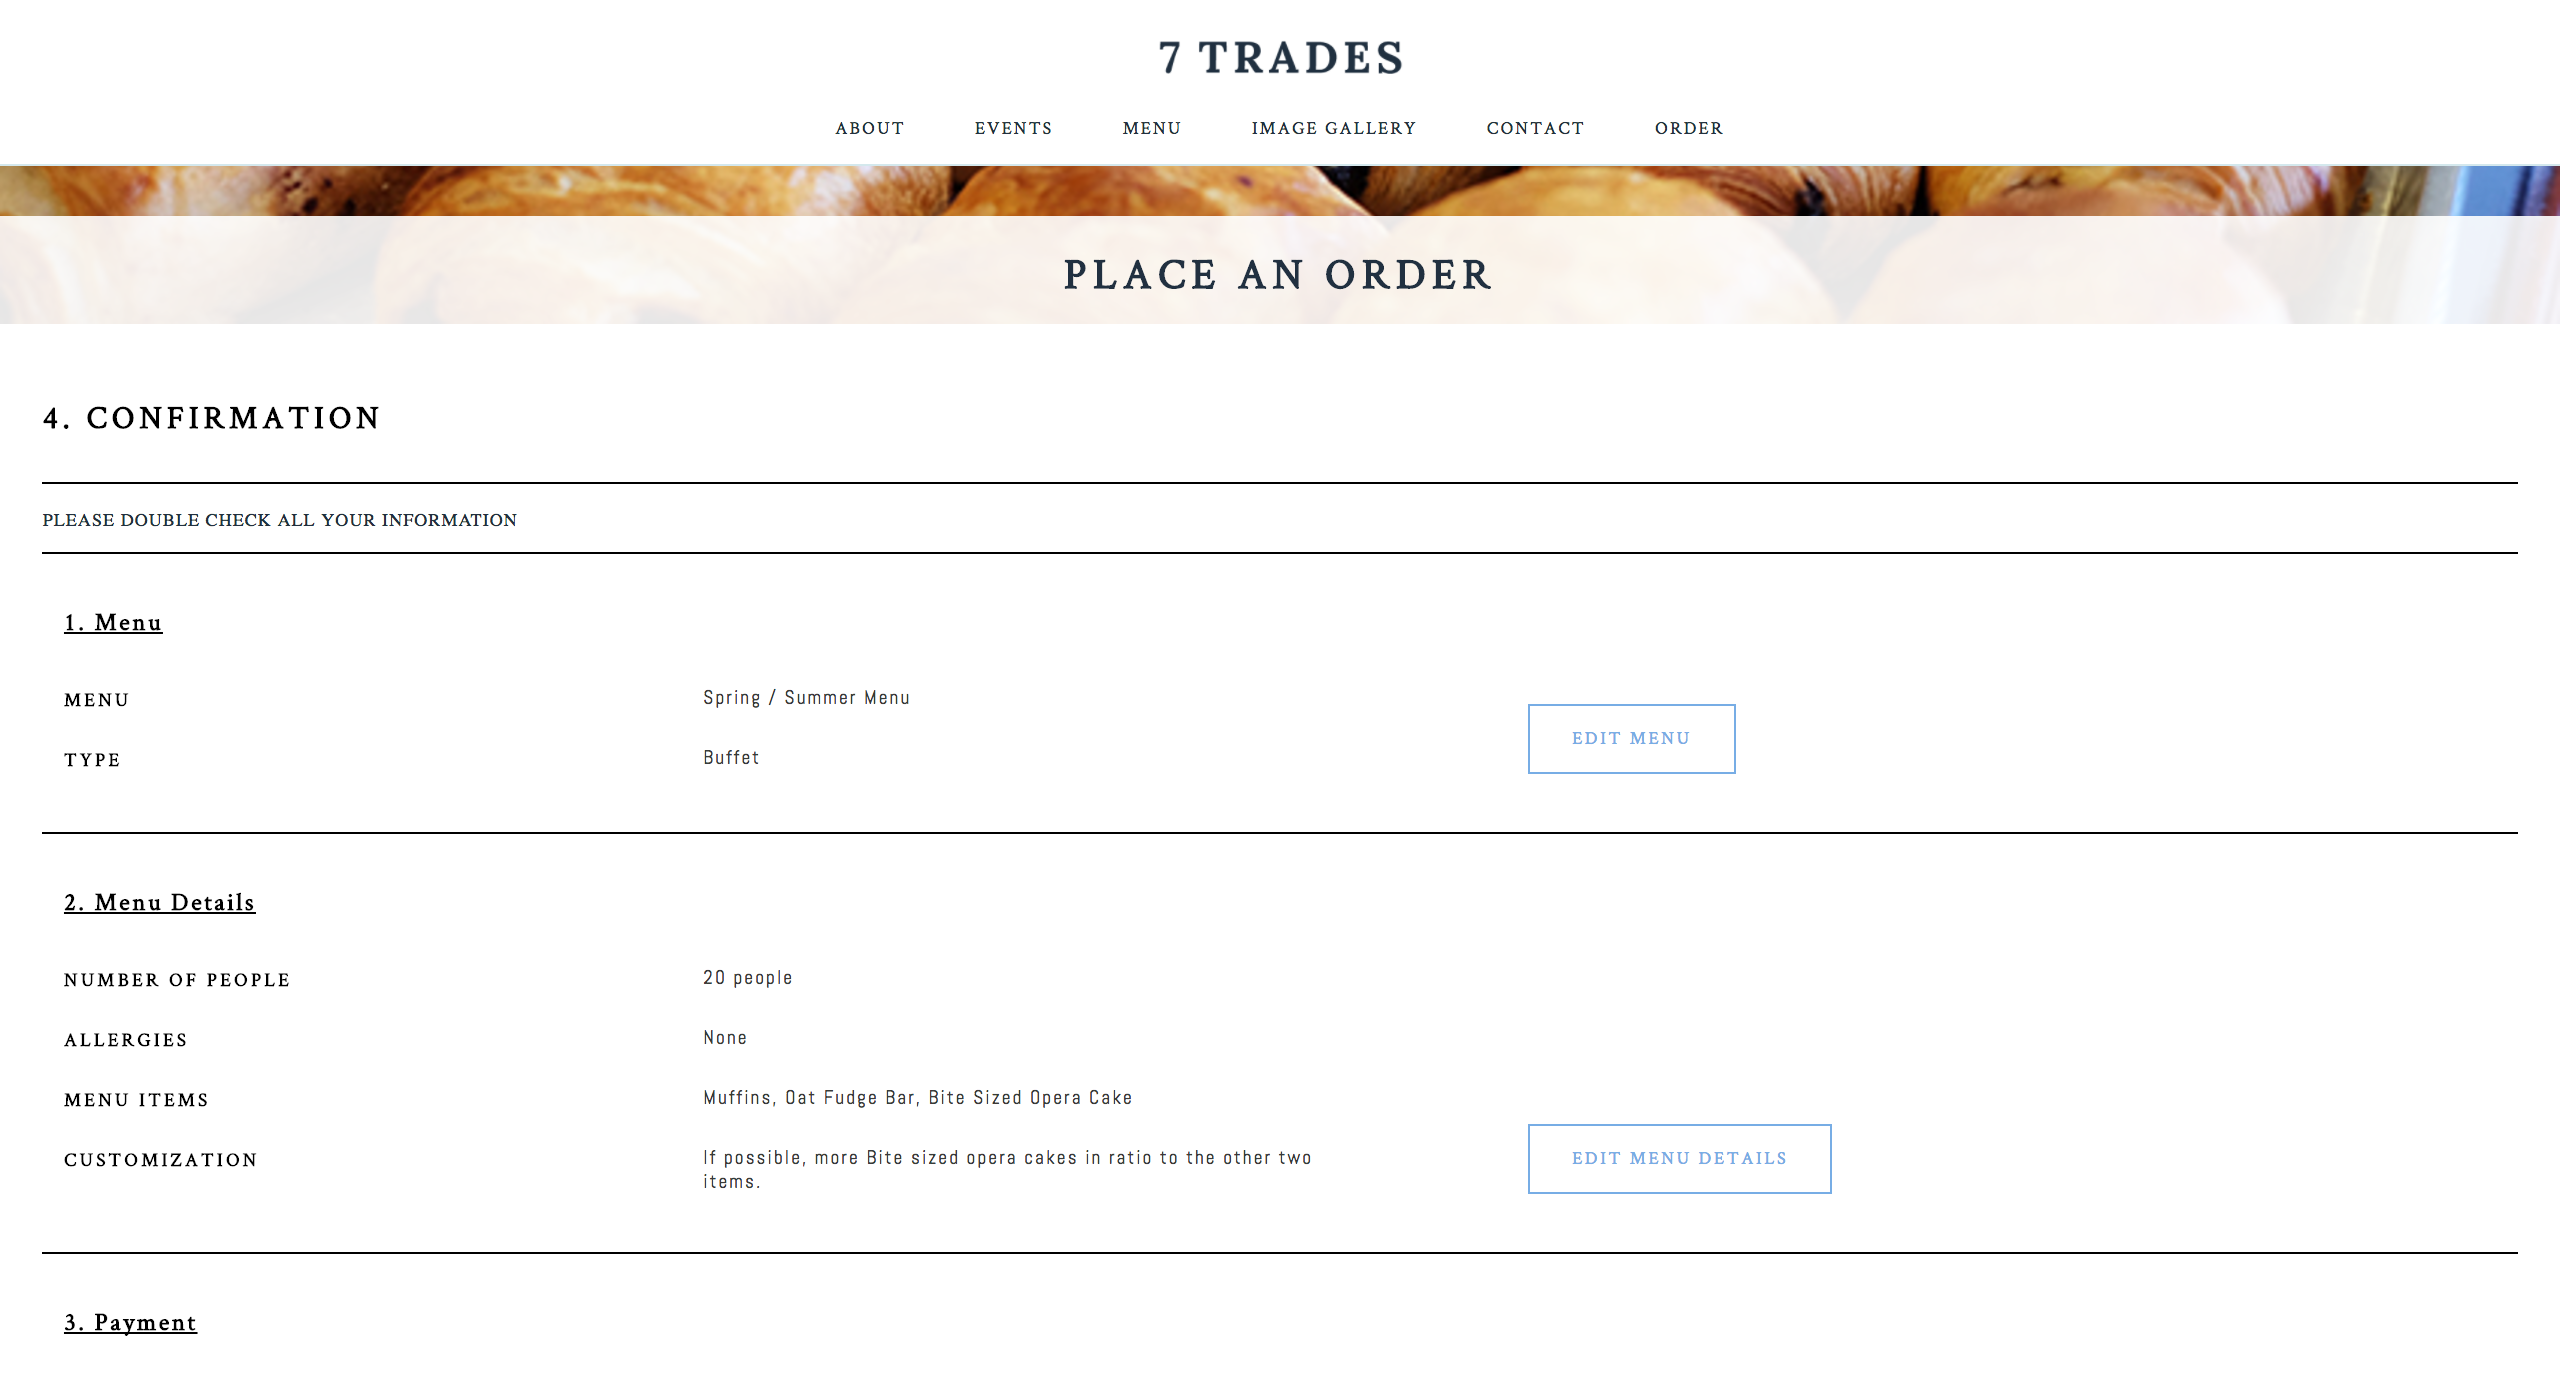 7 TRADES
ABOUT EVENTS MENU IMAGE GALLERY CONTACT ORDER
PLACE AN ORDER
4. CONFIRMATION
PLEASE DOUBLE CHECK ALL YOUR INFORMATION
1. Menu
MENU Spring / Summer Menu
EDIT MENU
TYPE Buffet
2. Menu Details
NUMBER OF PEOPLE 20 people
ALLERGIES None
MENU ITEMS Muffins, Oat Fudge Bar, Bite Sized Opera Cake
CUSTOMIZATION If possible, more Bite sized opera cakes in ratio to the other two
items.
EDIT MENU DETAILS
3. Payment